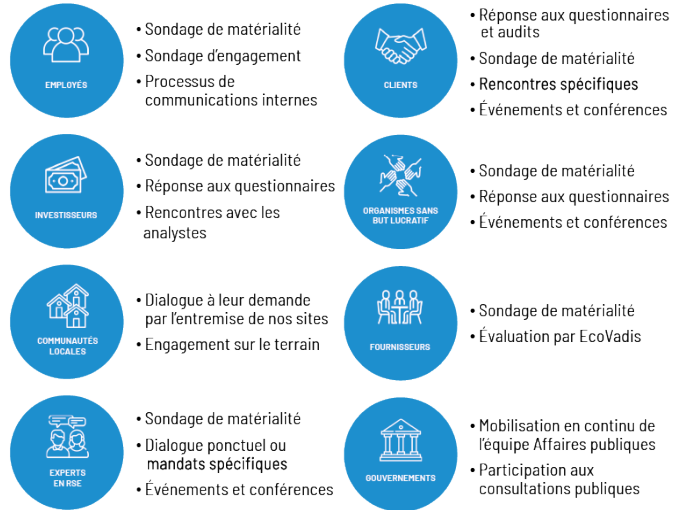 EMPLOYÉS
• Sondage de matérialité
• Sondage d'engagement
• Processus de
communications internes
CLIENTS
• Réponse aux questionnaires
et audits
• Sondage de matérialité
• Rencontres spécifiques
• Événements et conférences
INVESTISSEURS
• Sondage de matérialité
• Réponse aux questionnaires
• Rencontres avec les
analystes
ORGANISMES SANS
BUT LUCRATIF
• Sondage de matérialité
• Réponse aux questionnaires
• Événements et conférences
COMMUNAUTÉS
LOCALES
• Dialogue à leur demande
par l'entremise de nos sites
• Engagement sur le terrain
FOURNISSEURS
• Sondage de matérialité
• Évaluation par EcoVadis
EXPERTS
EN RSE
• Sondage de matérialité
• Dialogue ponctuel ou
mandats spécifiques
• Événements et conférences
GOUVERNEMENTS
• Mobilisation en continu de
l'équipe Affaires publiques
• Participation aux
consultations publiques